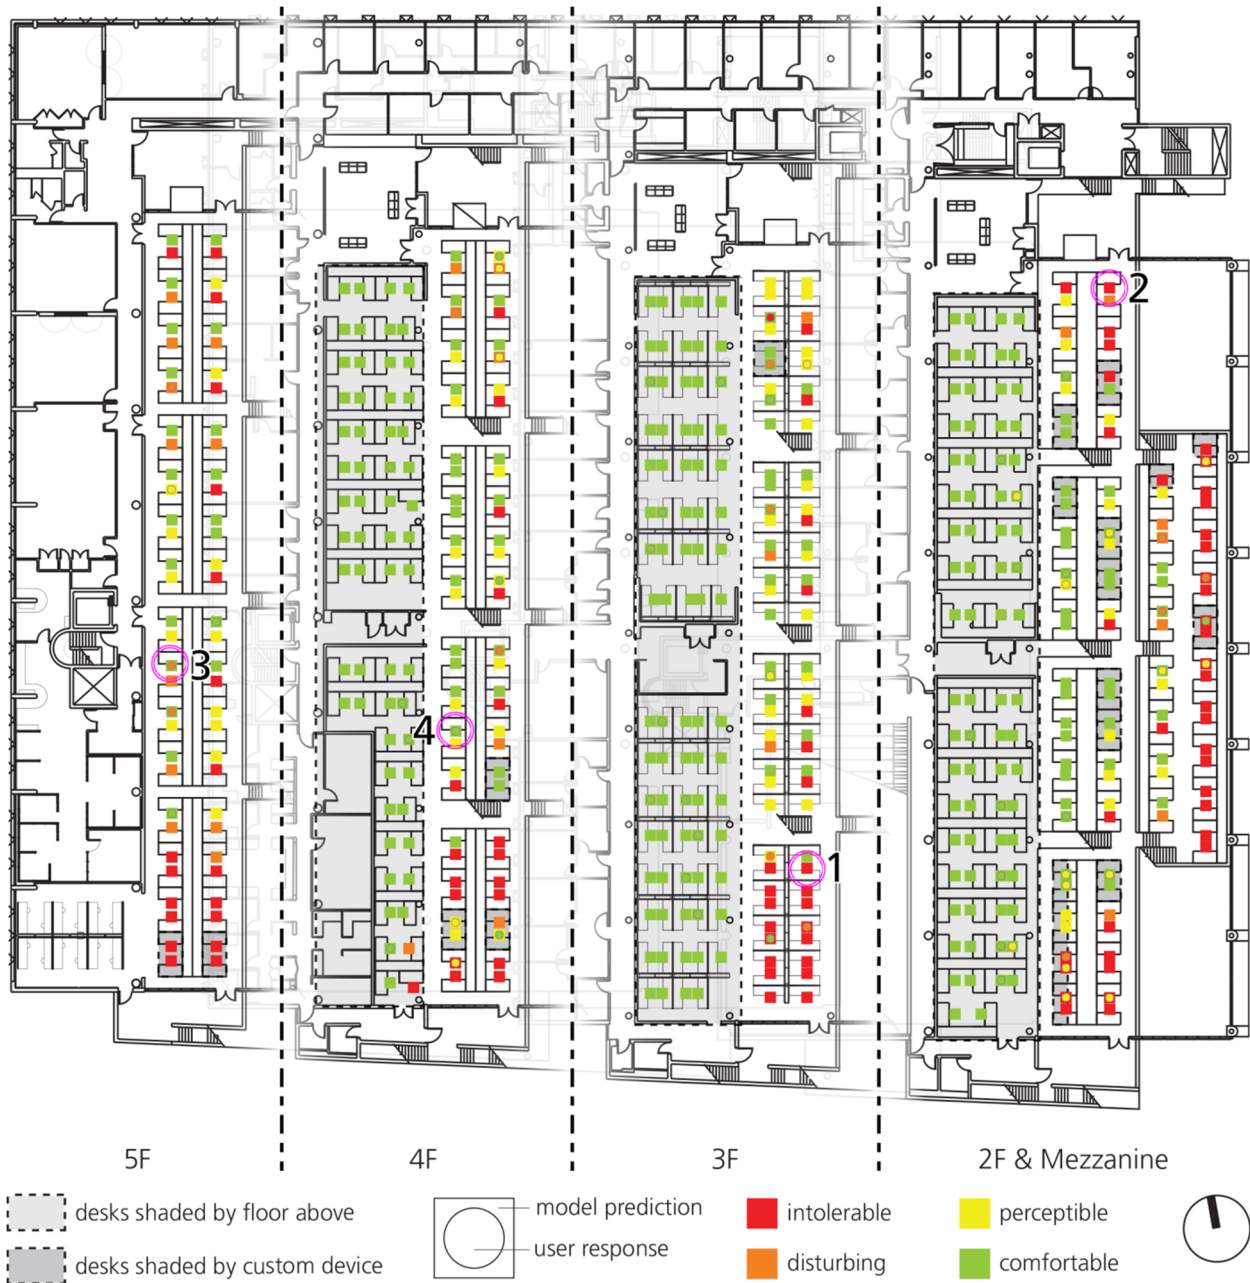 2
3
4
1
5F
4F
3F
2F & Mezzanine
desks shaded by floor above
model prediction
intolerable
perceptible
user response
desks shaded by custom device
disturbing
comfortable